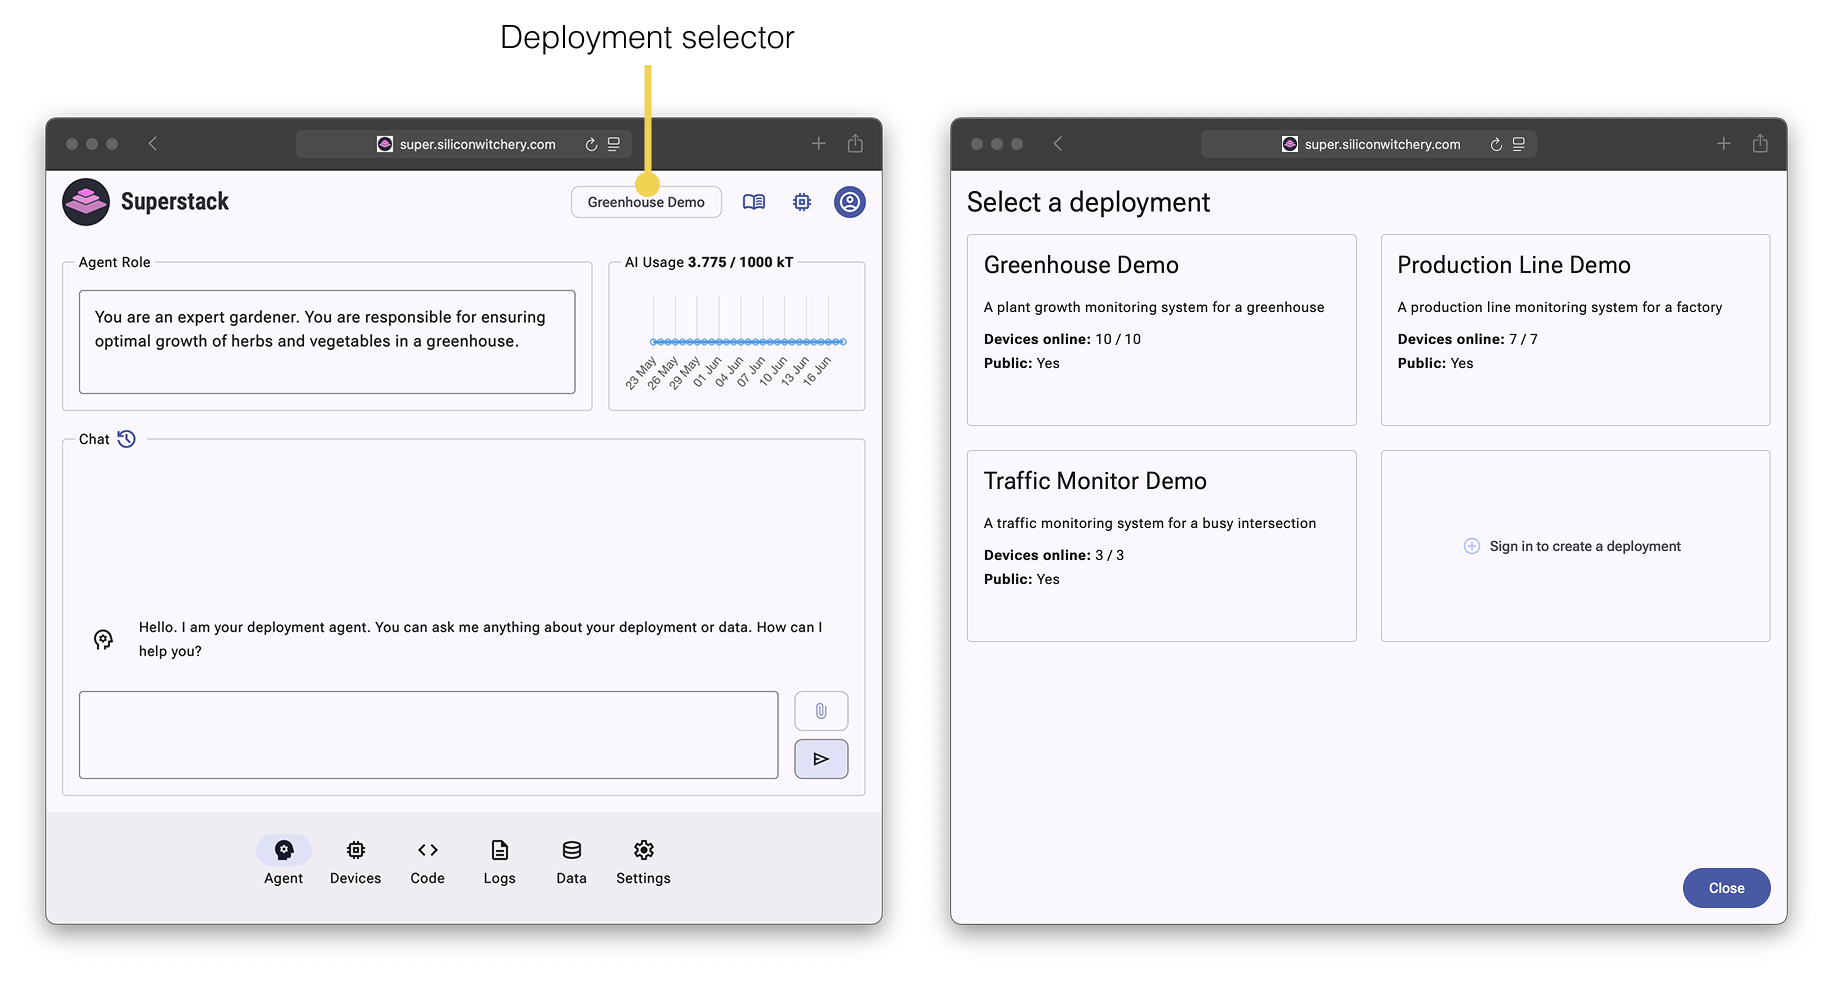 Deployment selector
super.siliconwitchery.com
Superstack
Greenhouse Demo
Agent Role
You are an expert gardener. You are responsible for ensuring
optimal growth of herbs and vegetables in a greenhouse.
AI Usage 3.775 / 1000 kT
23 May
26 May
29 May
01 Jun
04 Jun
07 Jun
10 Jun
13 Jun
16 Jun
Chat
Hello. I am your deployment agent. You can ask me anything about your deployment or data. How can I
help you?
Agent
Devices
Code
Logs
Data
Settings
super.siliconwitchery.com
Select a deployment
Greenhouse Demo
A plant growth monitoring system for a greenhouse
Devices online: 10 / 10
Public: Yes
Production Line Demo
A production line monitoring system for a factory
Devices online: 7 / 7
Public: Yes
Traffic Monitor Demo
A traffic monitoring system for a busy intersection
Devices online: 3 / 3
Public: Yes
Sign in to create a deployment
Close